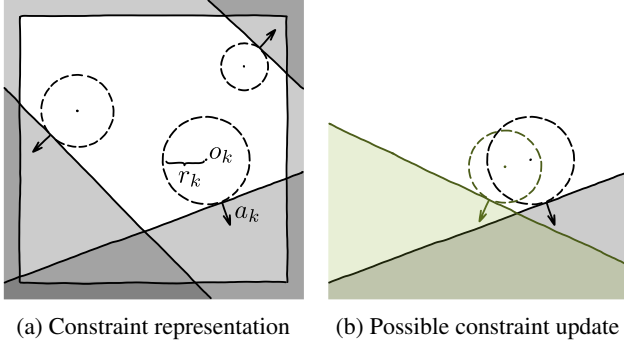 o_k
r_k
a_k
(a) Constraint representation
(b) Possible constraint update